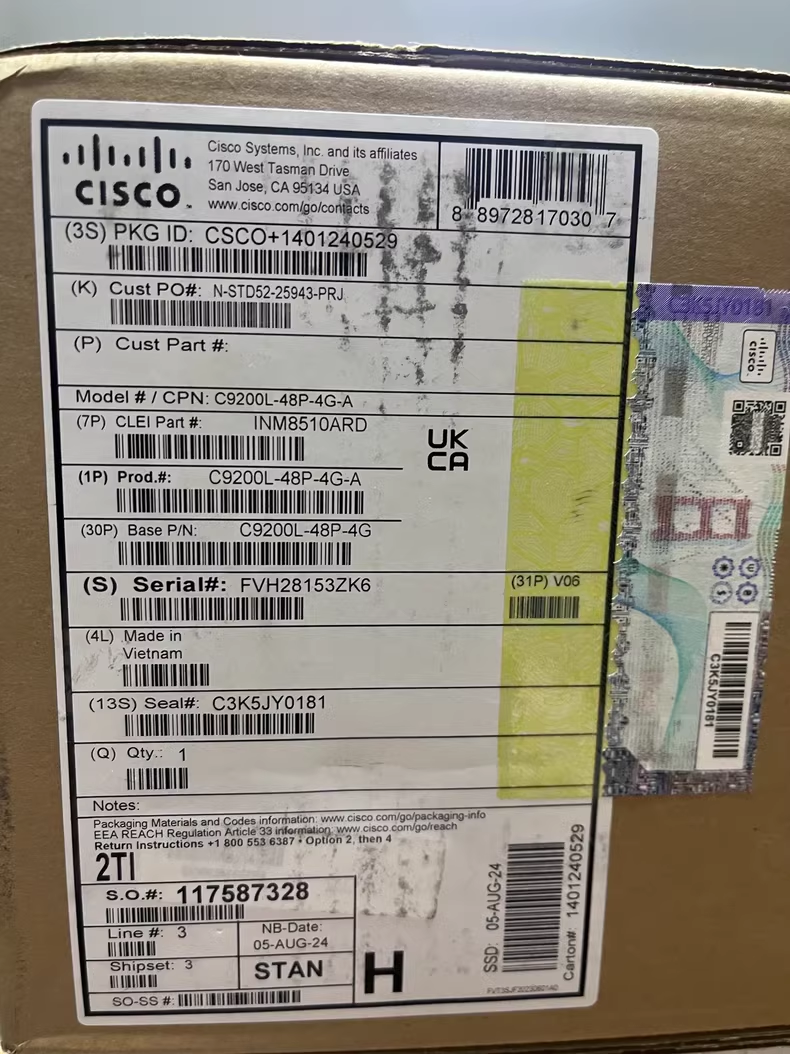 CISCO
Cisco Systems, Inc. and its affiliates
170 West Tasman Drive
San Jose, CA 95134 USA
www.cisco.com/go/contacts
8 89728 17030 7
(3S) PKG ID: CSCO+1401240529
(K) Cust PO#: N-STD52-25943-PRJ
(P) Cust Part #:
Model # / CPN: C9200L-48P-4G-A
(7P) CLEI Part #: INM8510ARD
UK
CA
(1P) Prod.#: C9200L-48P-4G-A
(30P) Base P/N: C9200L-48P-4G
(S) Serial#: FVH28153ZK6
(31P) V06
(4L) Made in
Vietnam
(13S) Seal#: C3K5JY0181
(Q) Qty.: 1
Notes:
Packaging Materials and Codes information: www.cisco.com/go/packaging-info
EEA REACH Regulation Article 33 information: www.cisco.com/go/reach
Return Instructions +1 800 553 6387 • Option 2, then 4
2TI
S.O.#: 117587328
Line #: 3
NB-Date:
05-AUG-24
Shipset: 3
STAN
SO-SS #:
H
SSD: 05-AUG-24
Carton#: 1401240529
C3K5JY0181
CISCO
C3K5JY0181